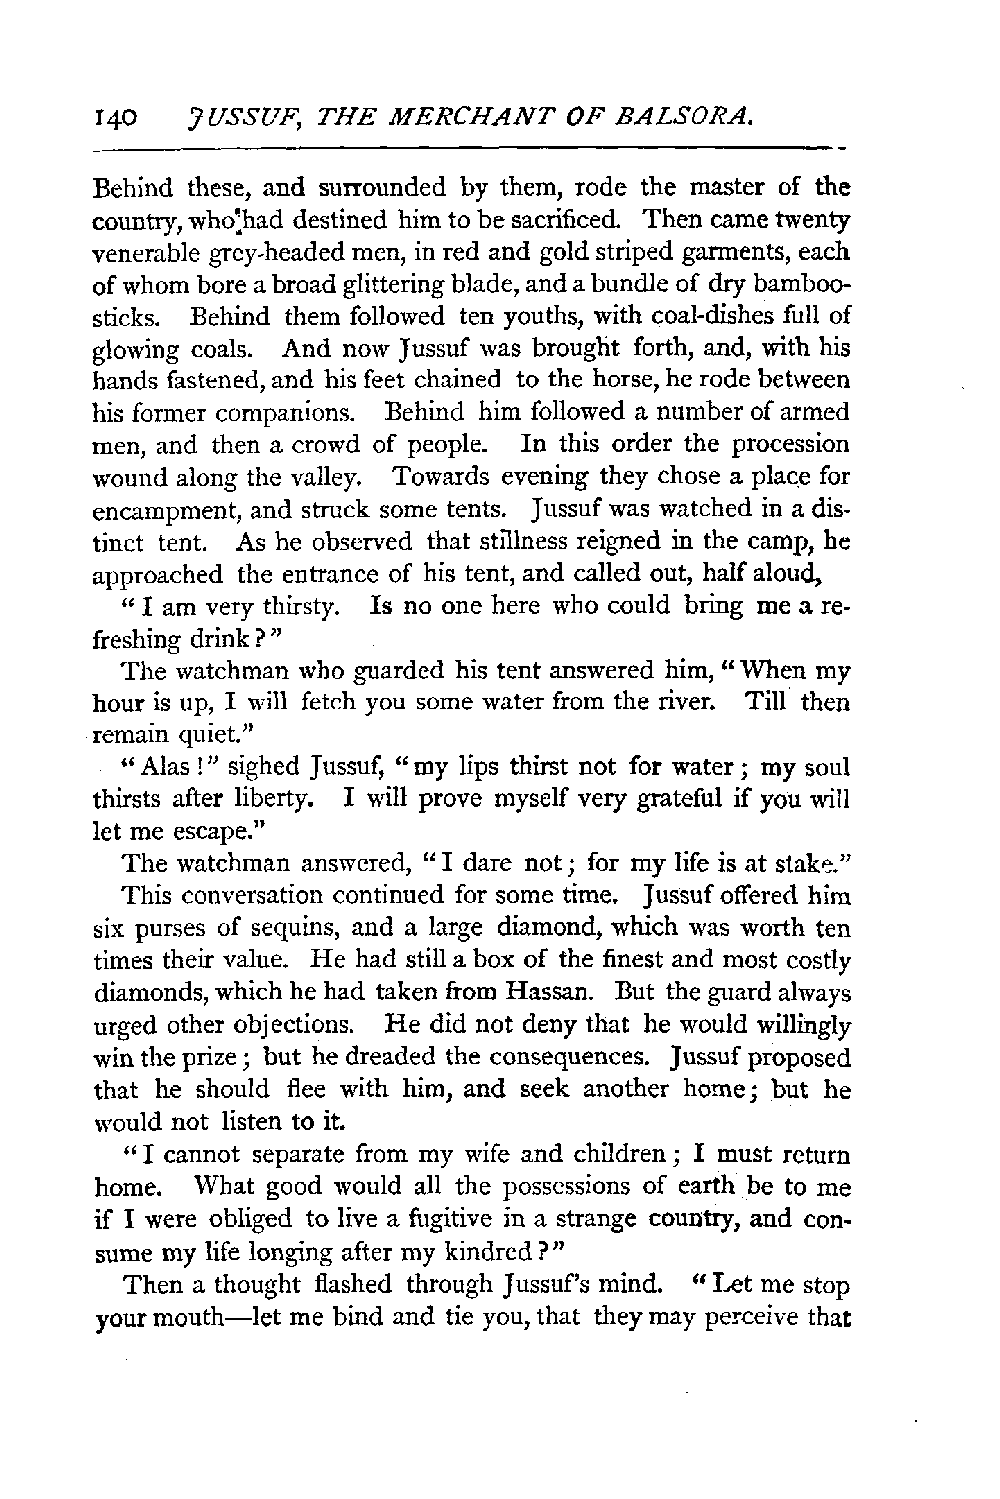 140 JUSSUF, THE MERCHANT OF BALSORA.
Behind these, and surrounded by them, rode the master of the
country, who had destined him to be sacrificed. Then came twenty
venerable grey-headed men, in red and gold striped garments, each
of whom bore a broad glittering blade, and a bundle of dry bamboo-
sticks. Behind them followed ten youths, with coal-dishes full of
glowing coals. And now Jussuf was brought forth, and, with his
hands fastened, and his feet chained to the horse, he rode between
his former companions. Behind him followed a number of armed
men, and then a crowd of people. In this order the procession
wound along the valley. Towards evening they chose a place for
encampment, and struck some tents. Jussuf was watched in a dis-
tinct tent. As he observed that stillness reigned in the camp, he
approached the entrance of his tent, and called out, half aloud,
“I am very thirsty. Is no one here who could bring me a re-
freshing drink?”
The watchman who guarded his tent answered him, “When my
hour is up, I will fetch you some water from the river. Till then
remain quiet.”
“Alas!” sighed Jussuf, “my lips thirst not for water; my soul
thirsts after liberty. I will prove myself very grateful if you will
let me escape.”
The watchman answered, “I dare not; for my life is at stake.”
This conversation continued for some time. Jussuf offered him
six purses of sequins, and a large diamond, which was worth ten
times their value. He had still a box of the finest and most costly
diamonds, which he had taken from Hassan. But the guard always
urged other objections. He did not deny that he would willingly
win the prize; but he dreaded the consequences. Jussuf proposed
that he should flee with him, and seek another home; but he
would not listen to it.
“I cannot separate from my wife and children; I must return
home. What good would all the possessions of earth be to me
if I were obliged to live a fugitive in a strange country, and con-
sume my life longing after my kindred?”
Then a thought flashed through Jussuf’s mind. “Let me stop
your mouth—let me bind and tie you, that they may perceive that